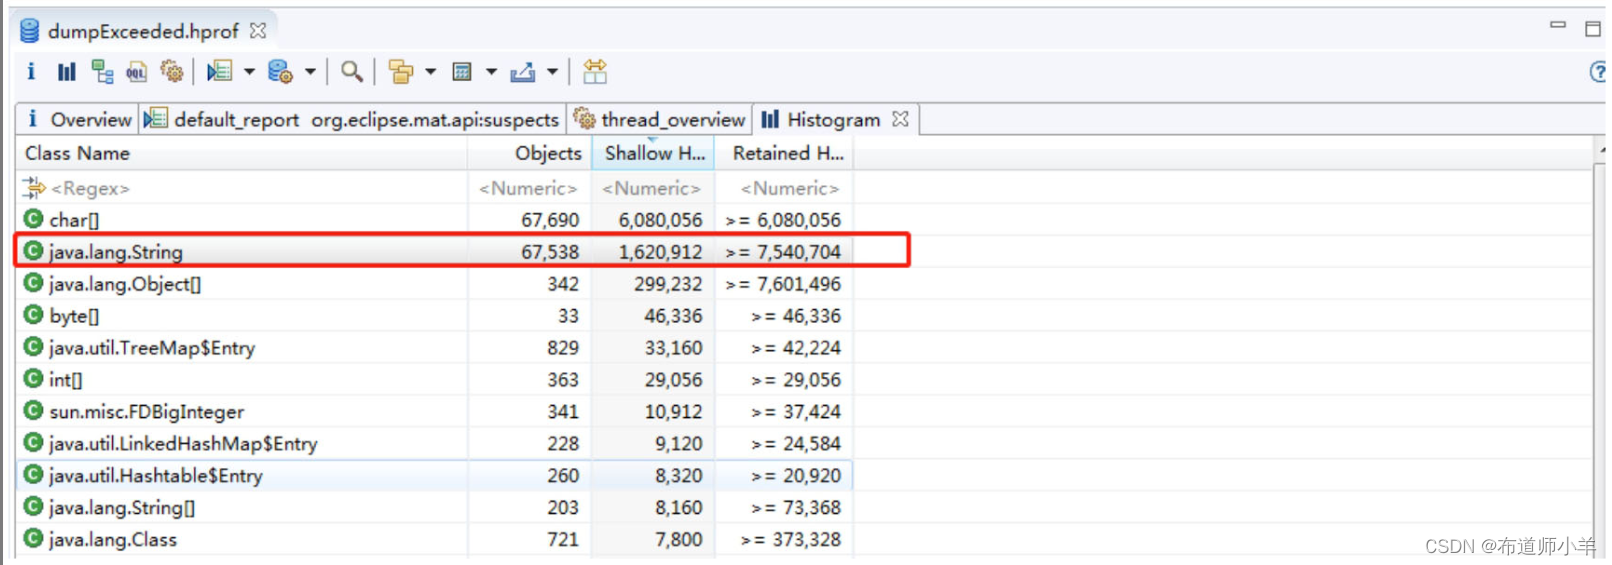 dumpExceeded.hprof
i OQL
i Overview default_report org.eclipse.mat.api:suspects thread_overview Histogram
Class Name Objects Shallow H... Retained H...
<Regex> <Numeric> <Numeric> <Numeric>
char[] 67,690 6,080,056 >= 6,080,056
java.lang.String 67,538 1,620,912 >= 7,540,704
java.lang.Object[] 342 299,232 >= 7,601,496
byte[] 33 46,336 >= 46,336
java.util.TreeMap$Entry 829 33,160 >= 42,224
int[] 363 29,056 >= 29,056
sun.misc.FDBigInteger 341 10,912 >= 37,424
java.util.LinkedHashMap$Entry 228 9,120 >= 24,584
java.util.Hashtable$Entry 260 8,320 >= 20,920
java.lang.String[] 203 8,160 >= 73,368
java.lang.Class 721 7,800 >= 373,328
CSDN @布道师小羊